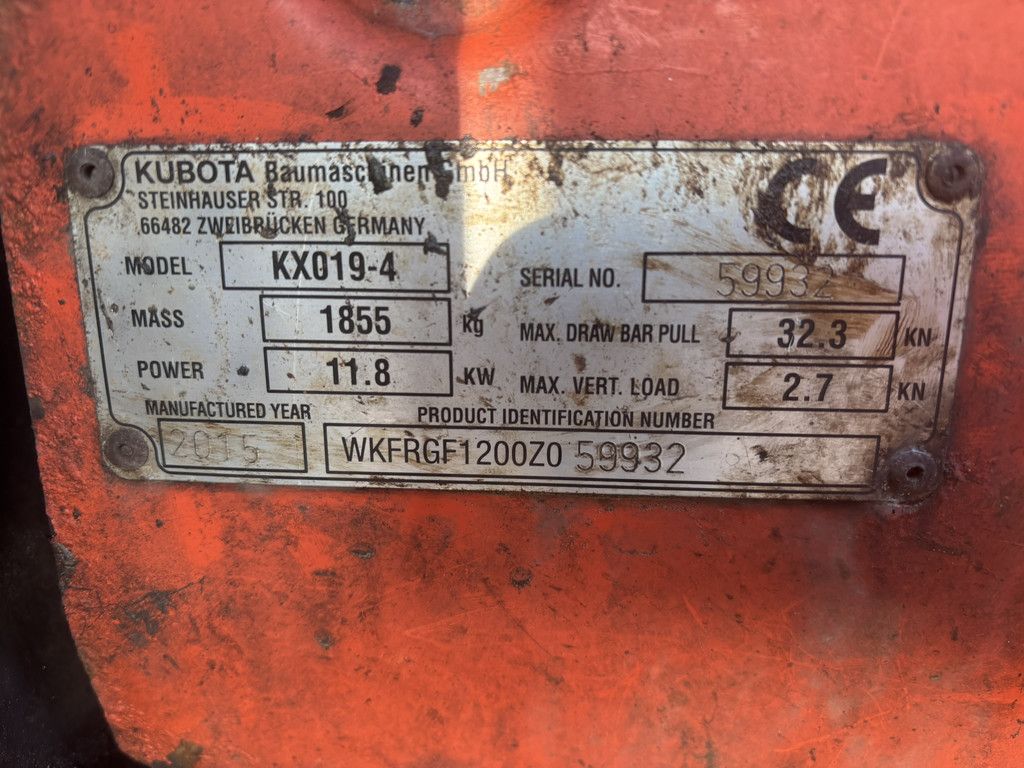 KUBOTA Baumaschinen GmbH
STEINHAUSER STR. 100
66482 ZWEIBRÜCKEN GERMANY
CE
MODEL KX019-4
SERIAL NO. 59932
MASS 1855 Kg
MAX. DRAW BAR PULL 32.3 KN
POWER 11.8 KW
MAX. VERT. LOAD 2.7 KN
MANUFACTURED YEAR
2015
PRODUCT IDENTIFICATION NUMBER
WKFRGF1200Z0 59932